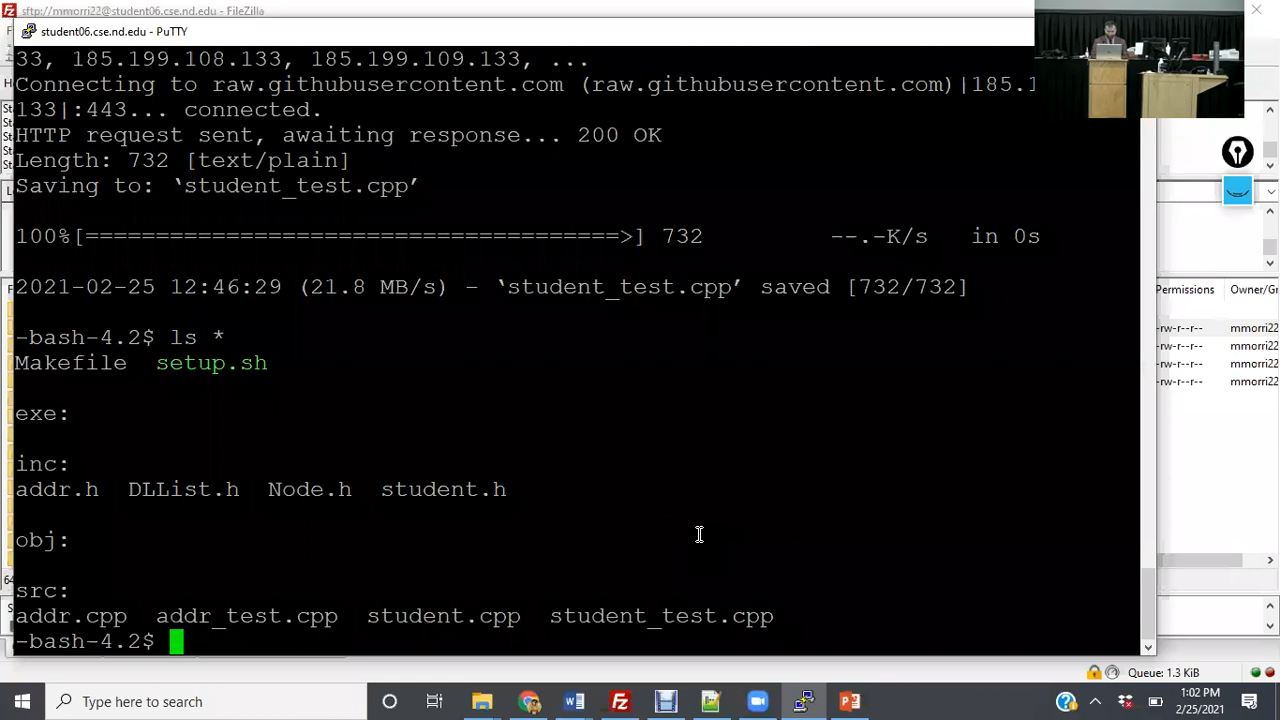 sftp://mmorri22@student06.cse.nd.edu - FileZilla
student06.cse.nd.edu - PuTTY
33, 185.199.108.133, 185.199.109.133, ...
Connecting to raw.githubusercontent.com (raw.githubusercontent.com)|185.1
133|:443... connected.
HTTP request sent, awaiting response... 200 OK
Length: 732 [text/plain]
Saving to: ‘student_test.cpp’
100%[======================================>] 732 --.-K/s in 0s
2021-02-25 12:46:29 (21.8 MB/s) - ‘student_test.cpp’ saved [732/732]
-bash-4.2$ ls *
Makefile setup.sh
exe:
inc:
addr.h DLList.h Node.h student.h
obj:
src:
addr.cpp addr_test.cpp student.cpp student_test.cpp
-bash-4.2$
Permissions Owner/Gr
-rw-r--r-- mmorri22
-rw-r--r-- mmorri22
-rw-r--r-- mmorri22
-rw-r--r-- mmorri22
Queue: 1.3 KiB
Type here to search
1:02 PM
2/25/2021